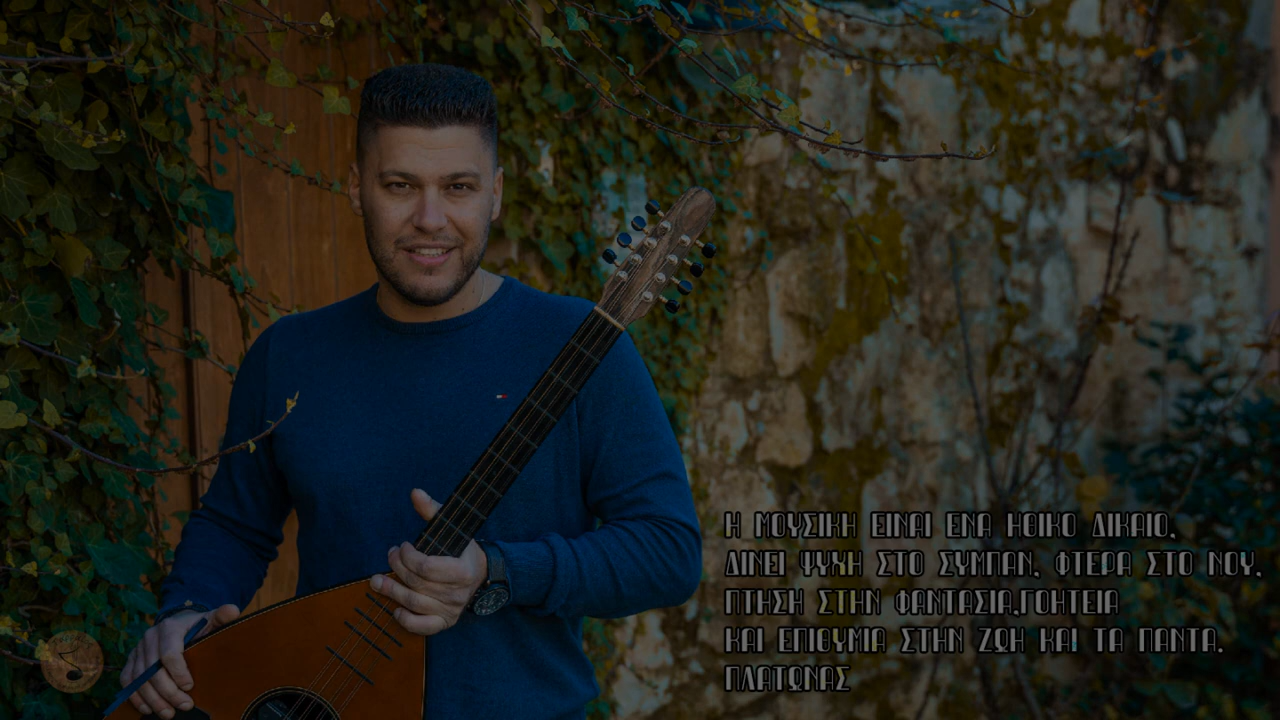 Η ΜΟΥΣΙΚΗ ΕΙΝΑΙ ΕΝΑ ΗΘΙΚΟ ΔΙΚΑΙΟ,
ΔΙΝΕΙ ΨΥΧΗ ΣΤΟ ΣΥΜΠΑΝ, ΦΤΕΡΑ ΣΤΟ ΝΟΥ,
ΠΤΗΣΗ ΣΤΗΝ ΦΑΝΤΑΣΙΑ,ΓΟΗΤΕΙΑ
ΚΑΙ ΕΠΙΘΥΜΙΑ ΣΤΗΝ ΖΩΗ ΚΑΙ ΤΑ ΠΑΝΤΑ.
ΠΛΑΤΩΝΑΣ